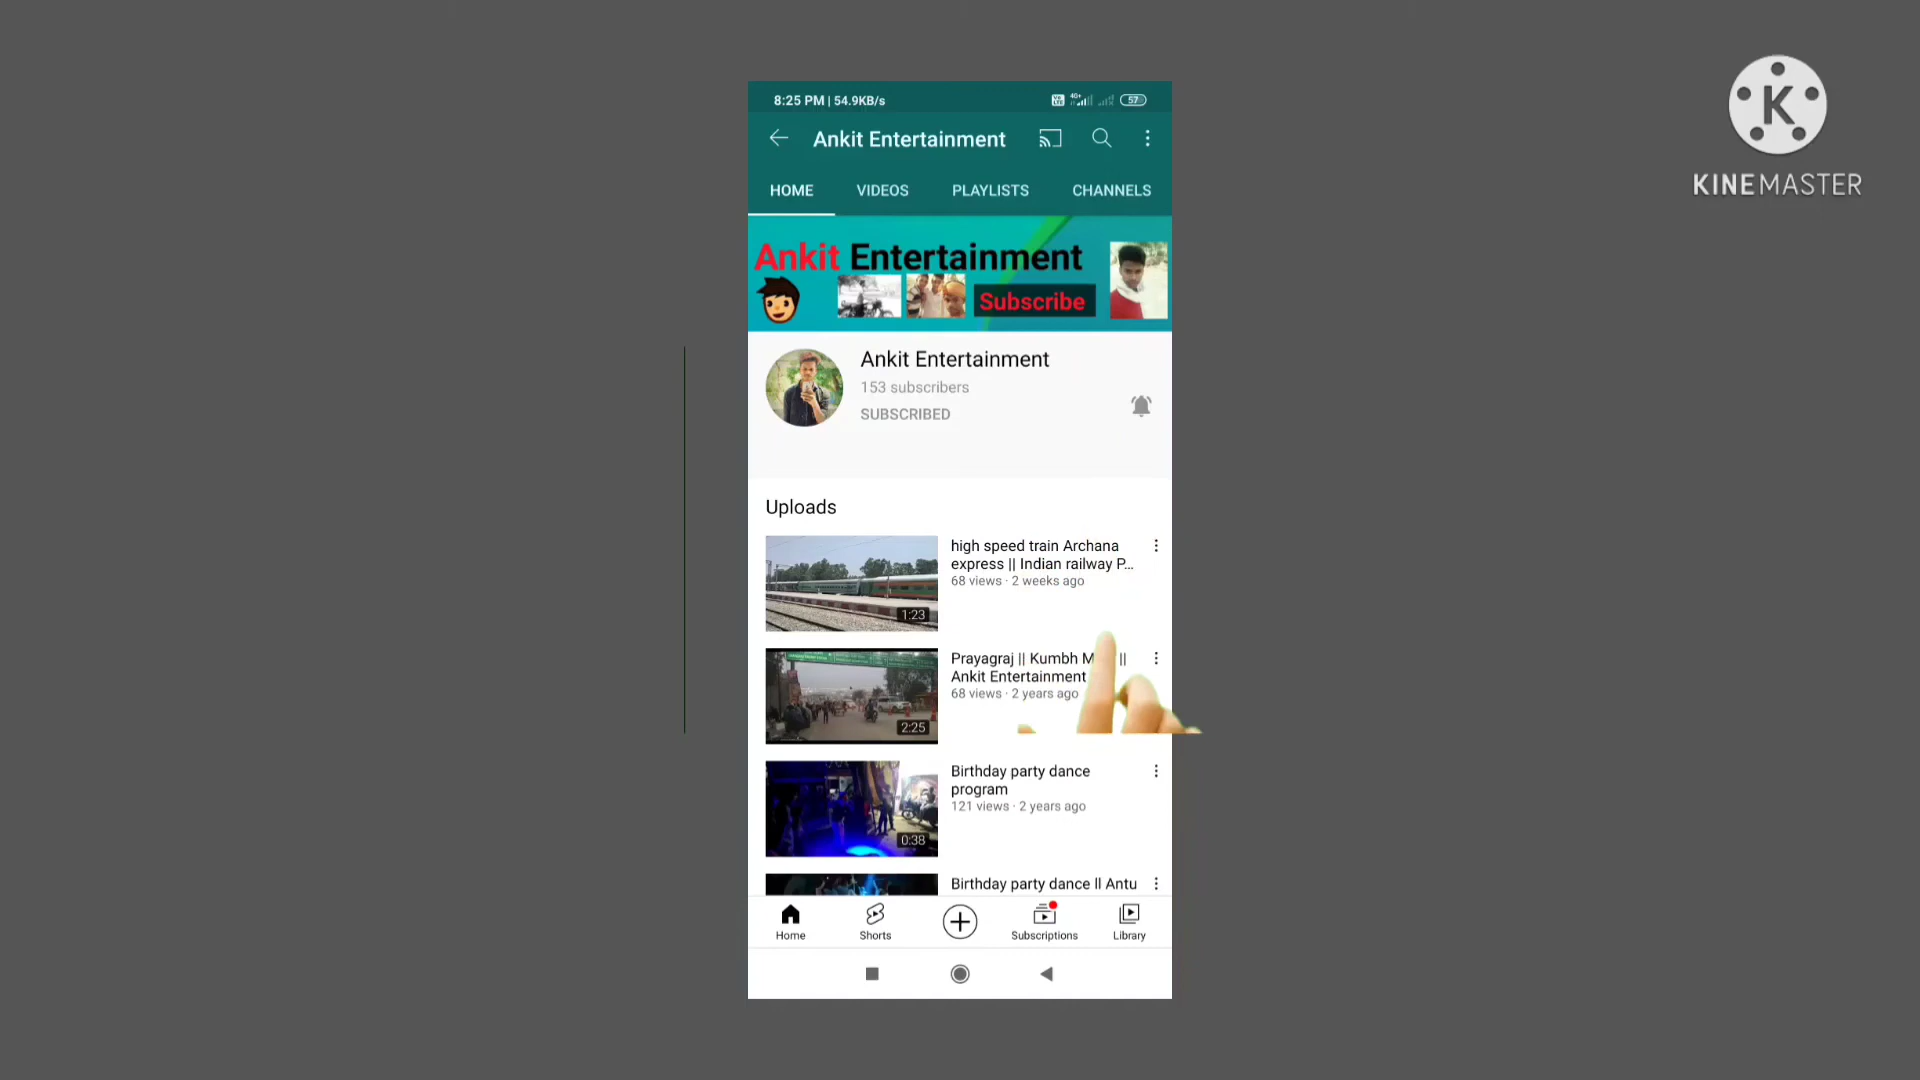 8:25 PM | 54.9KB/s
57
Ankit Entertainment
HOME VIDEOS PLAYLISTS CHANNELS
Ankit Entertainment
Subscribe
Ankit Entertainment
153 subscribers
SUBSCRIBED
Uploads
high speed train Archana
express || Indian railway P...
68 views · 2 weeks ago
1:23
Prayagraj || Kumbh ||
Ankit Entertainment
68 views · 2 years ago
2:25
Birthday party dance
program
121 views · 2 years ago
0:38
Birthday party dance ll Antu
Home Shorts Subscriptions Library
K
KINEMASTER